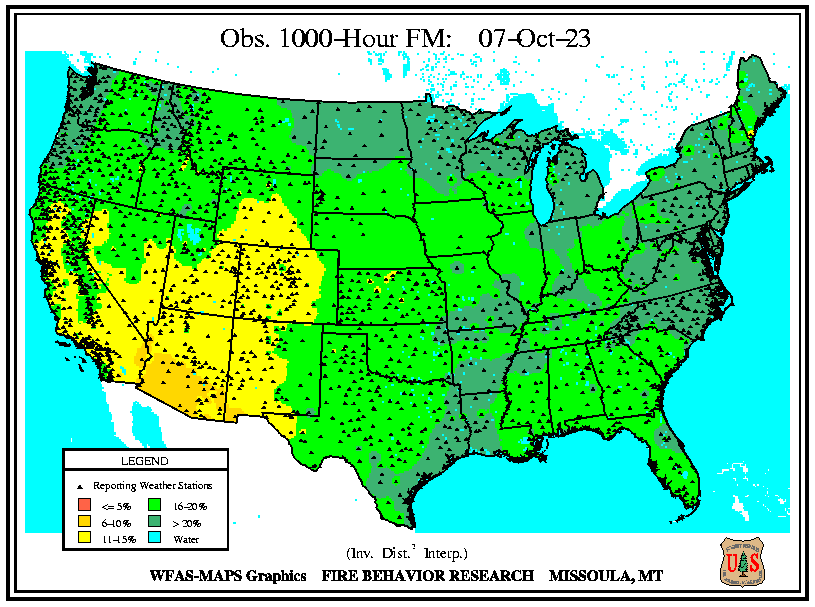 Obs. 1000-Hour FM: 07-Oct-23
LEGEND
Reporting Weather Stations
<= 5% 16-20%
6-10% > 20%
11-15% Water
(Inv. Dist.² Interp.)
WFAS-MAPS Graphics FIRE BEHAVIOR RESEARCH MISSOULA, MT
U S